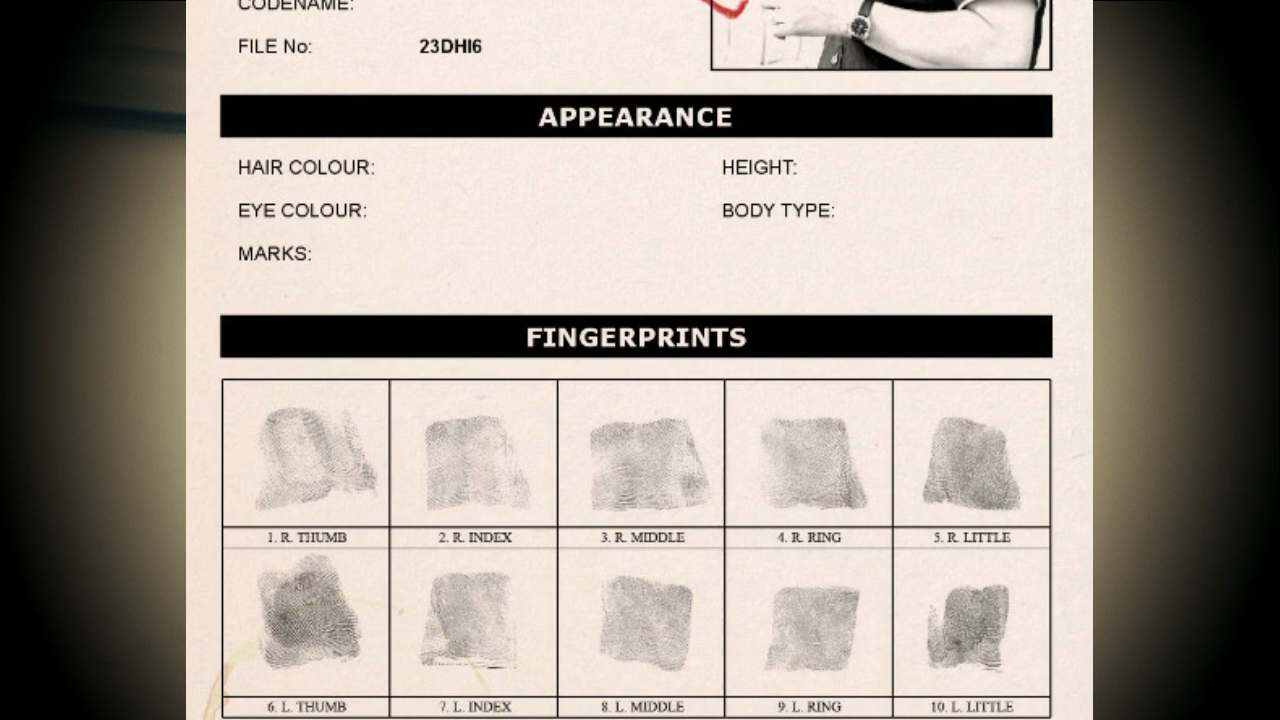 CODENAME:
FILE No: 23DHI6
APPEARANCE
HAIR COLOUR: HEIGHT:
EYE COLOUR: BODY TYPE:
MARKS:
FINGERPRINTS
1. R. THUMB 2. R. INDEX 3. R. MIDDLE 4. R. RING 5. R. LITTLE
6. L. THUMB 7. L. INDEX 8. L. MIDDLE 9. L. RING 10. L. LITTLE